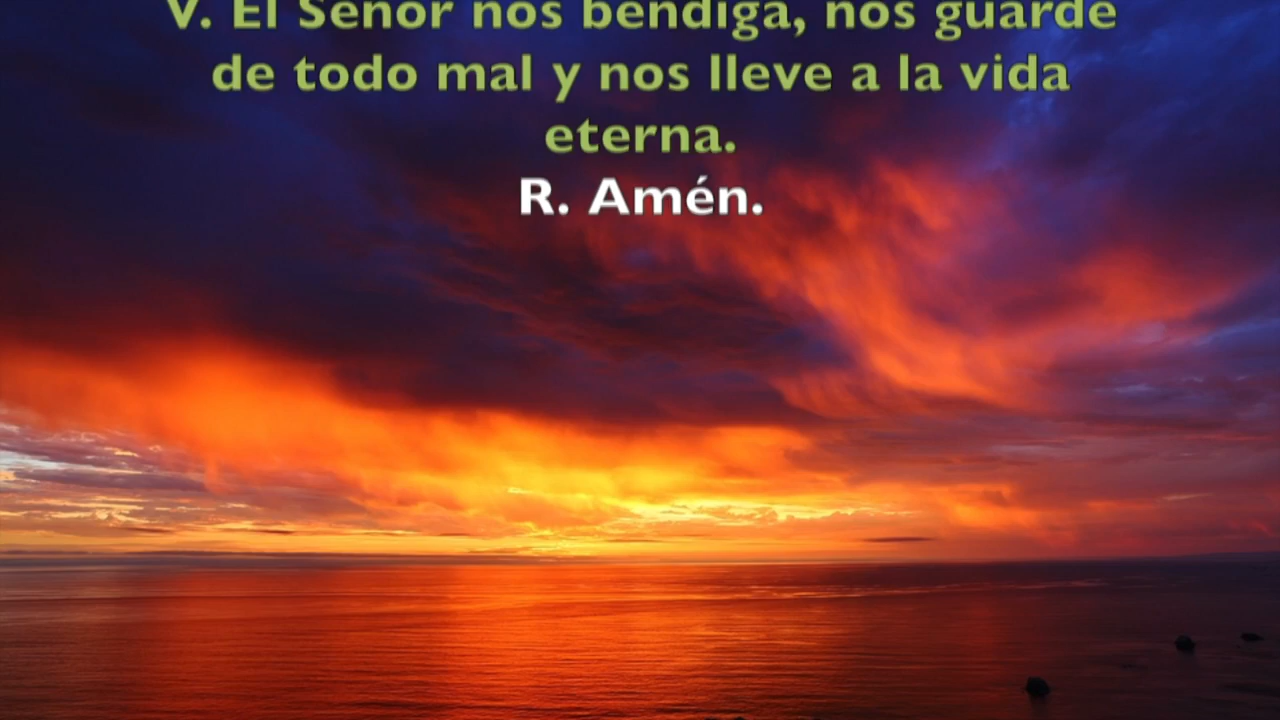 V. El Señor nos bendiga, nos guarde
de todo mal y nos lleve a la vida
eterna.
R. Amén.